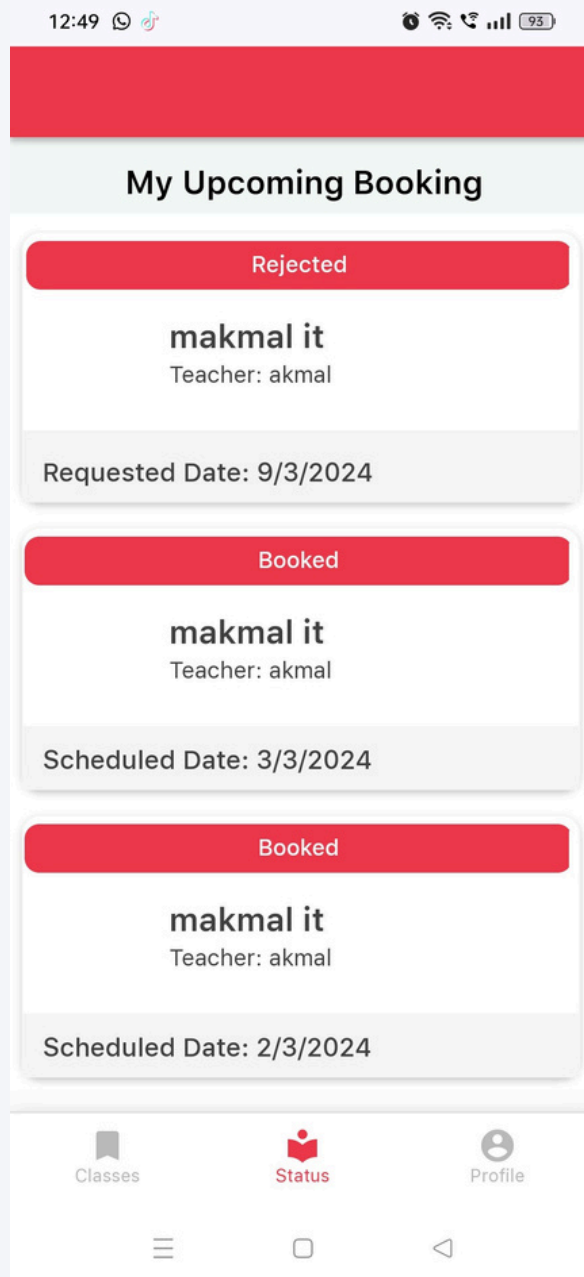 12:49
93
My Upcoming Booking
Rejected
makmal it
Teacher: akmal
Requested Date: 9/3/2024
Booked
makmal it
Teacher: akmal
Scheduled Date: 3/3/2024
Booked
makmal it
Teacher: akmal
Scheduled Date: 2/3/2024
Classes
Status
Profile